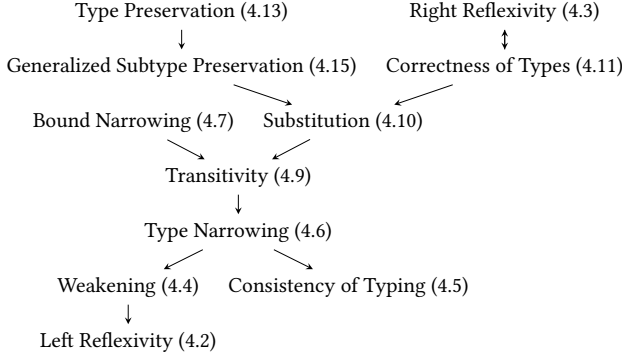 Type Preservation (4.13) Right Reflexivity (4.3)
Generalized Subtype Preservation (4.15) Correctness of Types (4.11)
Bound Narrowing (4.7) Substitution (4.10)
Transitivity (4.9)
Type Narrowing (4.6)
Weakening (4.4) Consistency of Typing (4.5)
Left Reflexivity (4.2)